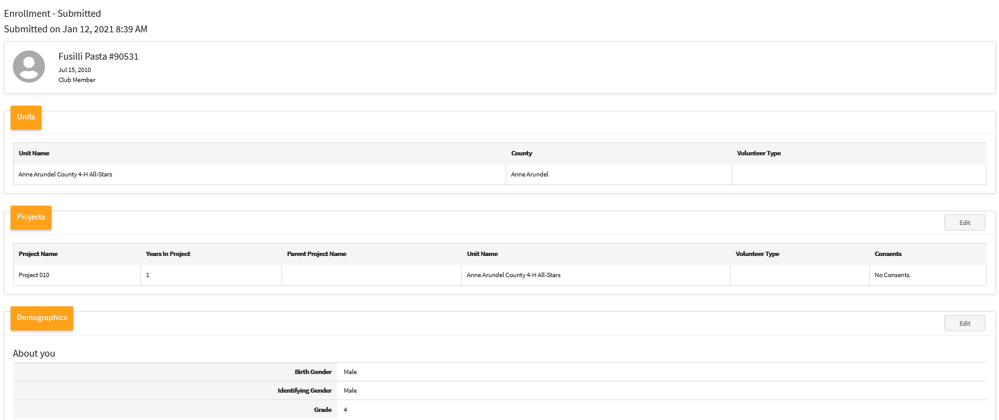 Enrollment - Submitted
Submitted on Jan 12, 2021 8:39 AM
Fusilli Pasta #90531
Jul 15, 2010
Club Member
Units
Unit Name County Volunteer Type
Anne Arundel County 4-H All-Stars Anne Arundel
Projects
Edit
Project Name Years In Project Parent Project Name Unit Name Volunteer Type Consents
Project 010 1 Anne Arundel County 4-H All-Stars No Consents
Demographics
Edit
About you
Birth Gender Male
Identifying Gender Male
Grade 4